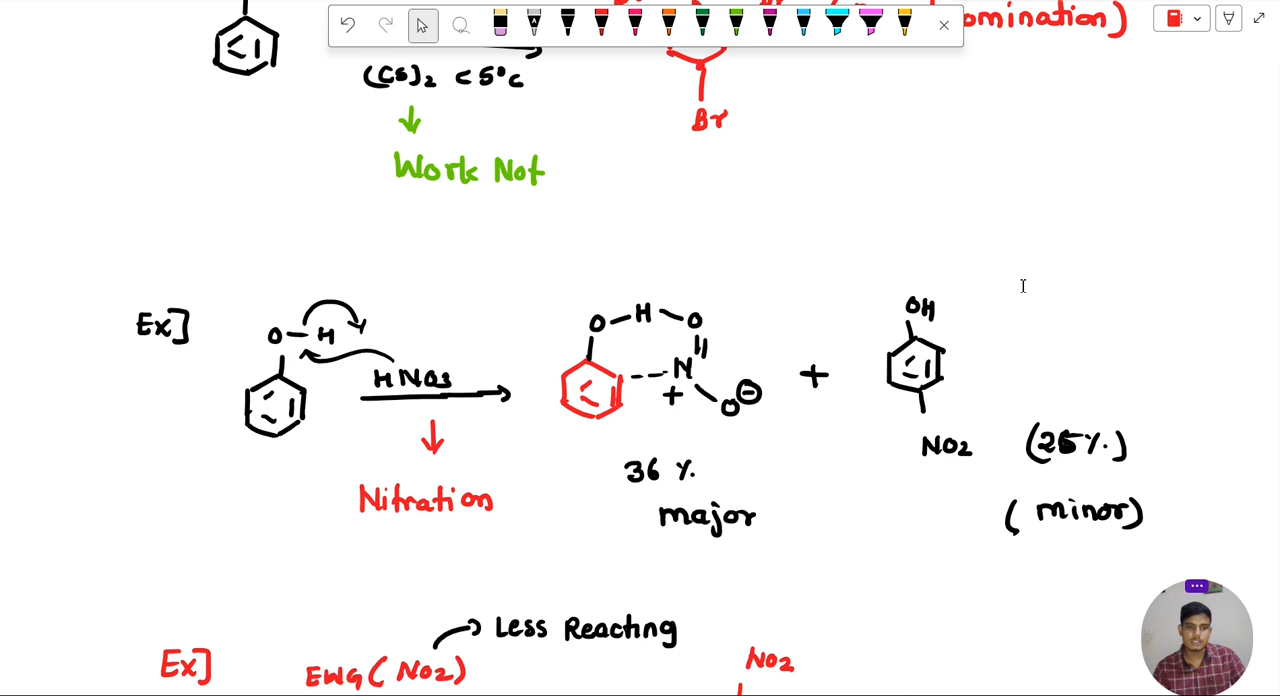 omination)
(CS)2 <5°C
Br
Work Not
Ex]
O-H
HNO3
Nitration
O-H
O
N
+
O⊖
36 %
major
+
OH
NO2
(25%)
(minor)
Less Reacting
Ex]
EWG (NO2)
NO2